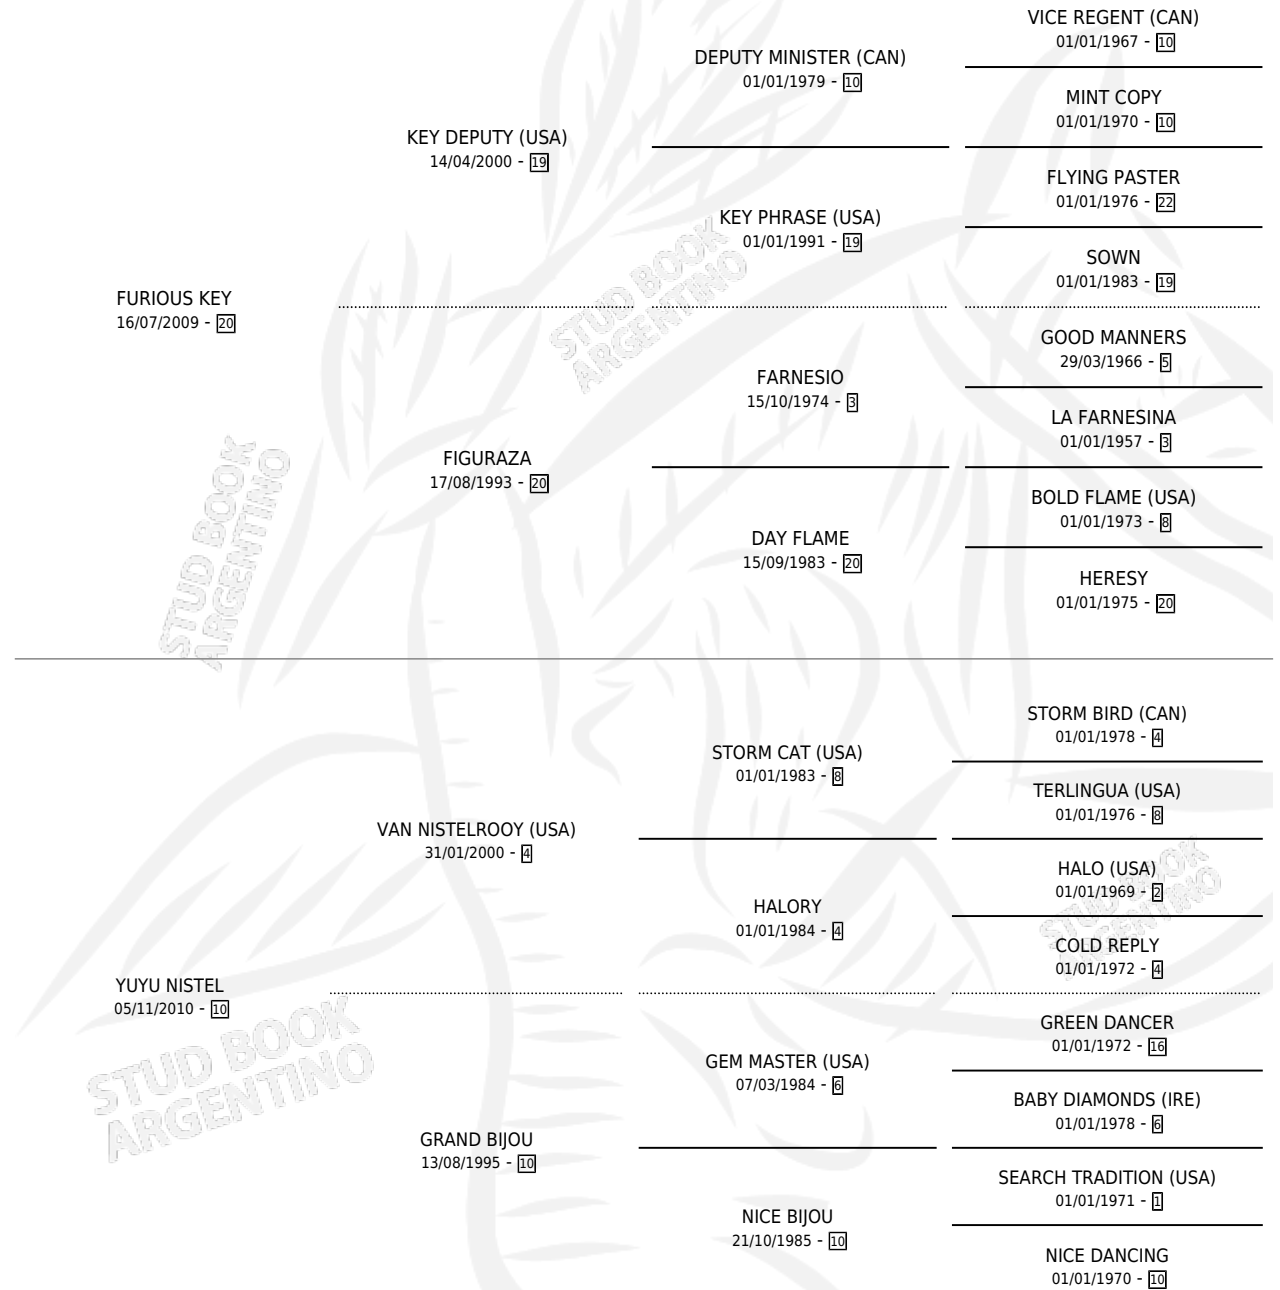 VICE REGENT (CAN)
01/01/1967 - 10
DEPUTY MINISTER (CAN)
01/01/1979 - 10
MINT COPY
01/01/1970 - 10
KEY DEPUTY (USA)
14/04/2000 - 19
FLYING PASTER
01/01/1976 - 22
KEY PHRASE (USA)
01/01/1991 - 19
SOWN
01/01/1983 - 19
FURIOUS KEY
16/07/2009 - 20
GOOD MANNERS
29/03/1966 - 5
FARNESIO
15/10/1974 - 3
LA FARNESINA
01/01/1957 - 3
FIGURAZA
17/08/1993 - 20
BOLD FLAME (USA)
01/01/1973 - 8
DAY FLAME
15/09/1983 - 20
HERESY
01/01/1975 - 20
STUD BOOK
ARGENTINO
STUD BOOK
ARGENTINO
STORM BIRD (CAN)
01/01/1978 - 4
STORM CAT (USA)
01/01/1983 - 8
TERLINGUA (USA)
01/01/1976 - 8
VAN NISTELROOY (USA)
31/01/2000 - 4
HALO (USA)
01/01/1969 - 2
HALORY
01/01/1984 - 4
COLD REPLY
01/01/1972 - 4
STUD BOOK
ARGENTINO
YUYU NISTEL
05/11/2010 - 10
GREEN DANCER
01/01/1972 - 16
GEM MASTER (USA)
07/03/1984 - 6
BABY DIAMONDS (IRE)
01/01/1978 - 6
STUD BOOK
ARGENTINO
GRAND BIJOU
13/08/1995 - 10
SEARCH TRADITION (USA)
01/01/1971 - 1
NICE BIJOU
21/10/1985 - 10
NICE DANCING
01/01/1970 - 10